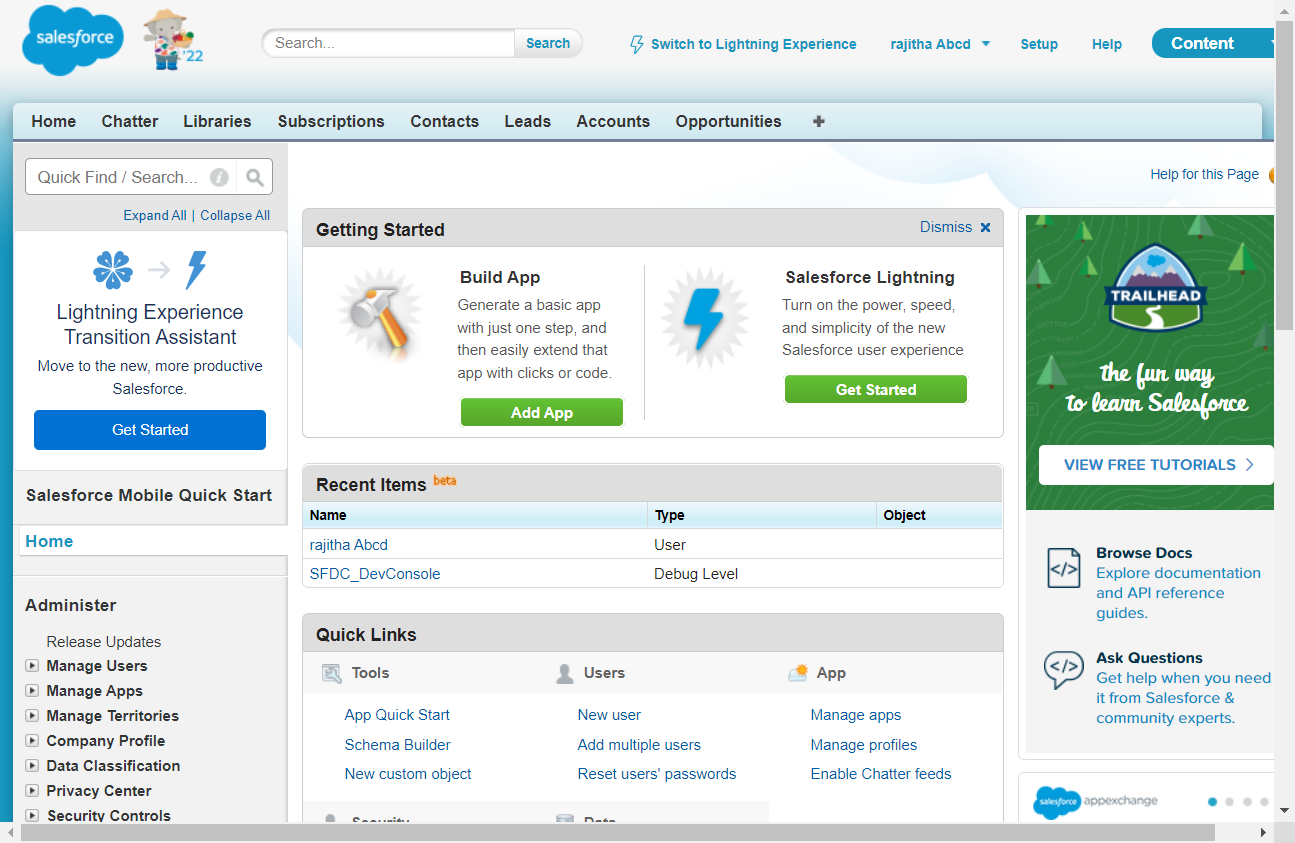 salesforce
'22
Search...
Search
Switch to Lightning Experience
rajitha Abcd
Setup
Help
Content
Home
Chatter
Libraries
Subscriptions
Contacts
Leads
Accounts
Opportunities
Quick Find / Search...
Expand All | Collapse All
Lightning Experience
Transition Assistant
Move to the new, more productive
Salesforce.
Get Started
Salesforce Mobile Quick Start
Home
Administer
Release Updates
Manage Users
Manage Apps
Manage Territories
Company Profile
Data Classification
Privacy Center
Security Controls
Help for this Page
Getting Started
Dismiss
Build App
Generate a basic app
with just one step, and
then easily extend that
app with clicks or code.
Add App
Salesforce Lightning
Turn on the power, speed,
and simplicity of the new
Salesforce user experience
Get Started
Recent Items beta
Name Type Object
rajitha Abcd User
SFDC_DevConsole Debug Level
Quick Links
Tools
App Quick Start
Schema Builder
New custom object
Users
New user
Add multiple users
Reset users' passwords
App
Manage apps
Manage profiles
Enable Chatter feeds
Security
Data
TRAILHEAD
the fun way
to learn Salesforce
VIEW FREE TUTORIALS
Browse Docs
Explore documentation
and API reference
guides.
Ask Questions
Get help when you need
it from Salesforce &
community experts.
salesforce appexchange